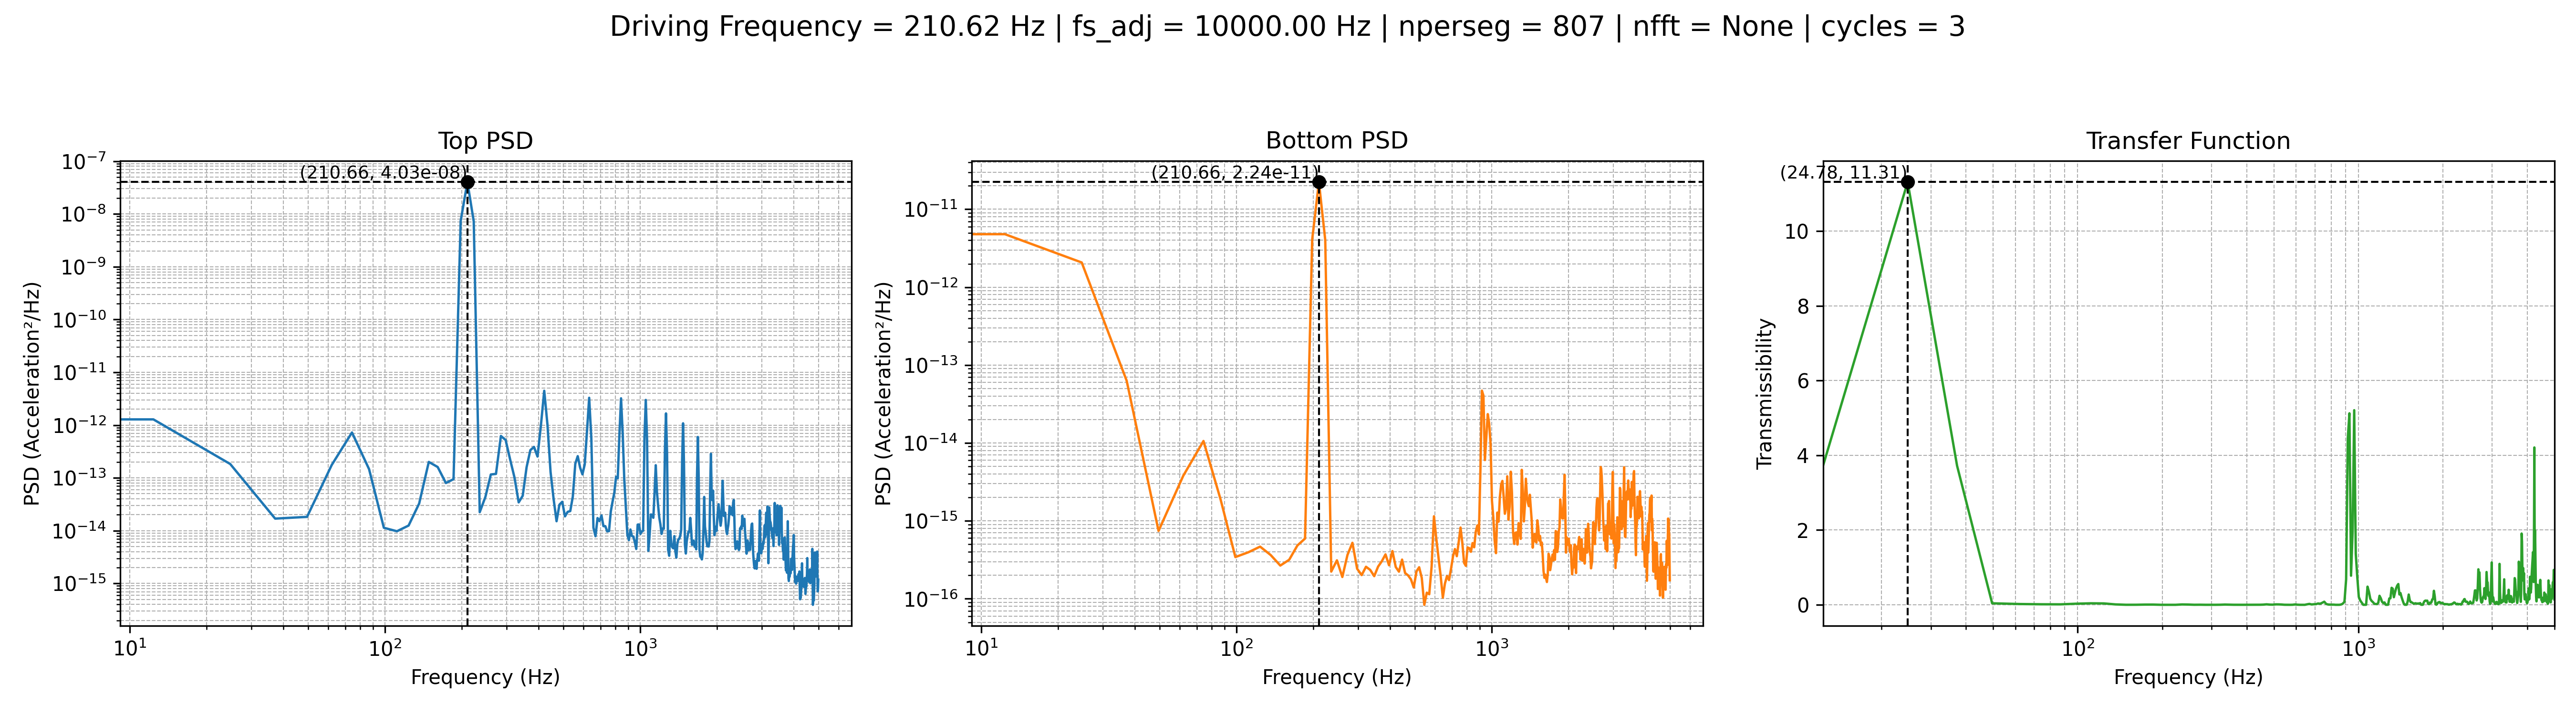 Driving Frequency = 210.62 Hz | fs_adj = 10000.00 Hz | nperseg = 807 | nfft = None | cycles = 3
Top PSD
PSD (Acceleration²/Hz)
10⁻⁷
10⁻⁸
10⁻⁹
10⁻¹⁰
10⁻¹¹
10⁻¹²
10⁻¹³
10⁻¹⁴
10⁻¹⁵
(210.66, 4.03e-08)
10¹ 10² 10³
Frequency (Hz)
Bottom PSD
PSD (Acceleration²/Hz)
10⁻¹¹
10⁻¹²
10⁻¹³
10⁻¹⁴
10⁻¹⁵
10⁻¹⁶
(210.66, 2.24e-11)
10¹ 10² 10³
Frequency (Hz)
Transfer Function
Transmissibility
(24.78, 11.31)
10
8
6
4
2
0
10² 10³
Frequency (Hz)